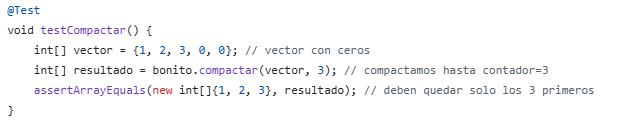 @Test
void testCompactar() {
    int[] vector = {1, 2, 3, 0, 0}; // vector con ceros
    int[] resultado = bonito.compactar(vector, 3); // compactamos hasta contador=3
    assertArrayEquals(new int[]{1, 2, 3}, resultado); // deben quedar solo los 3 primeros
}